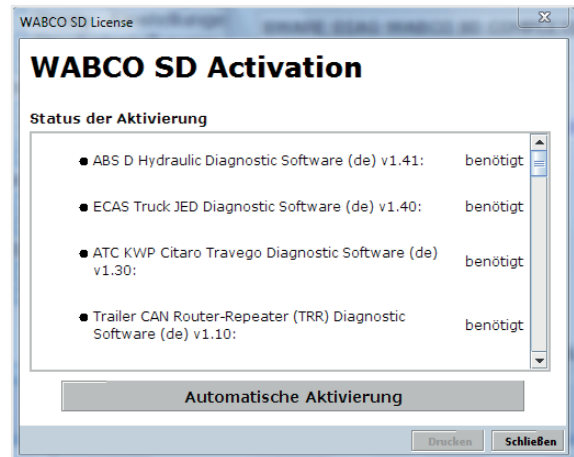 WABCO SD License
WABCO SD Activation
Status der Aktivierung
ABS D Hydraulic Diagnostic Software (de) v1.41: benötigt
ECAS Truck JED Diagnostic Software (de) v1.40: benötigt
ATC KWP Citaro Travego Diagnostic Software (de)
v1.30: benötigt
Trailer CAN Router-Repeater (TRR) Diagnostic
Software (de) v1.10: benötigt
Automatische Aktivierung
Drucken Schließen